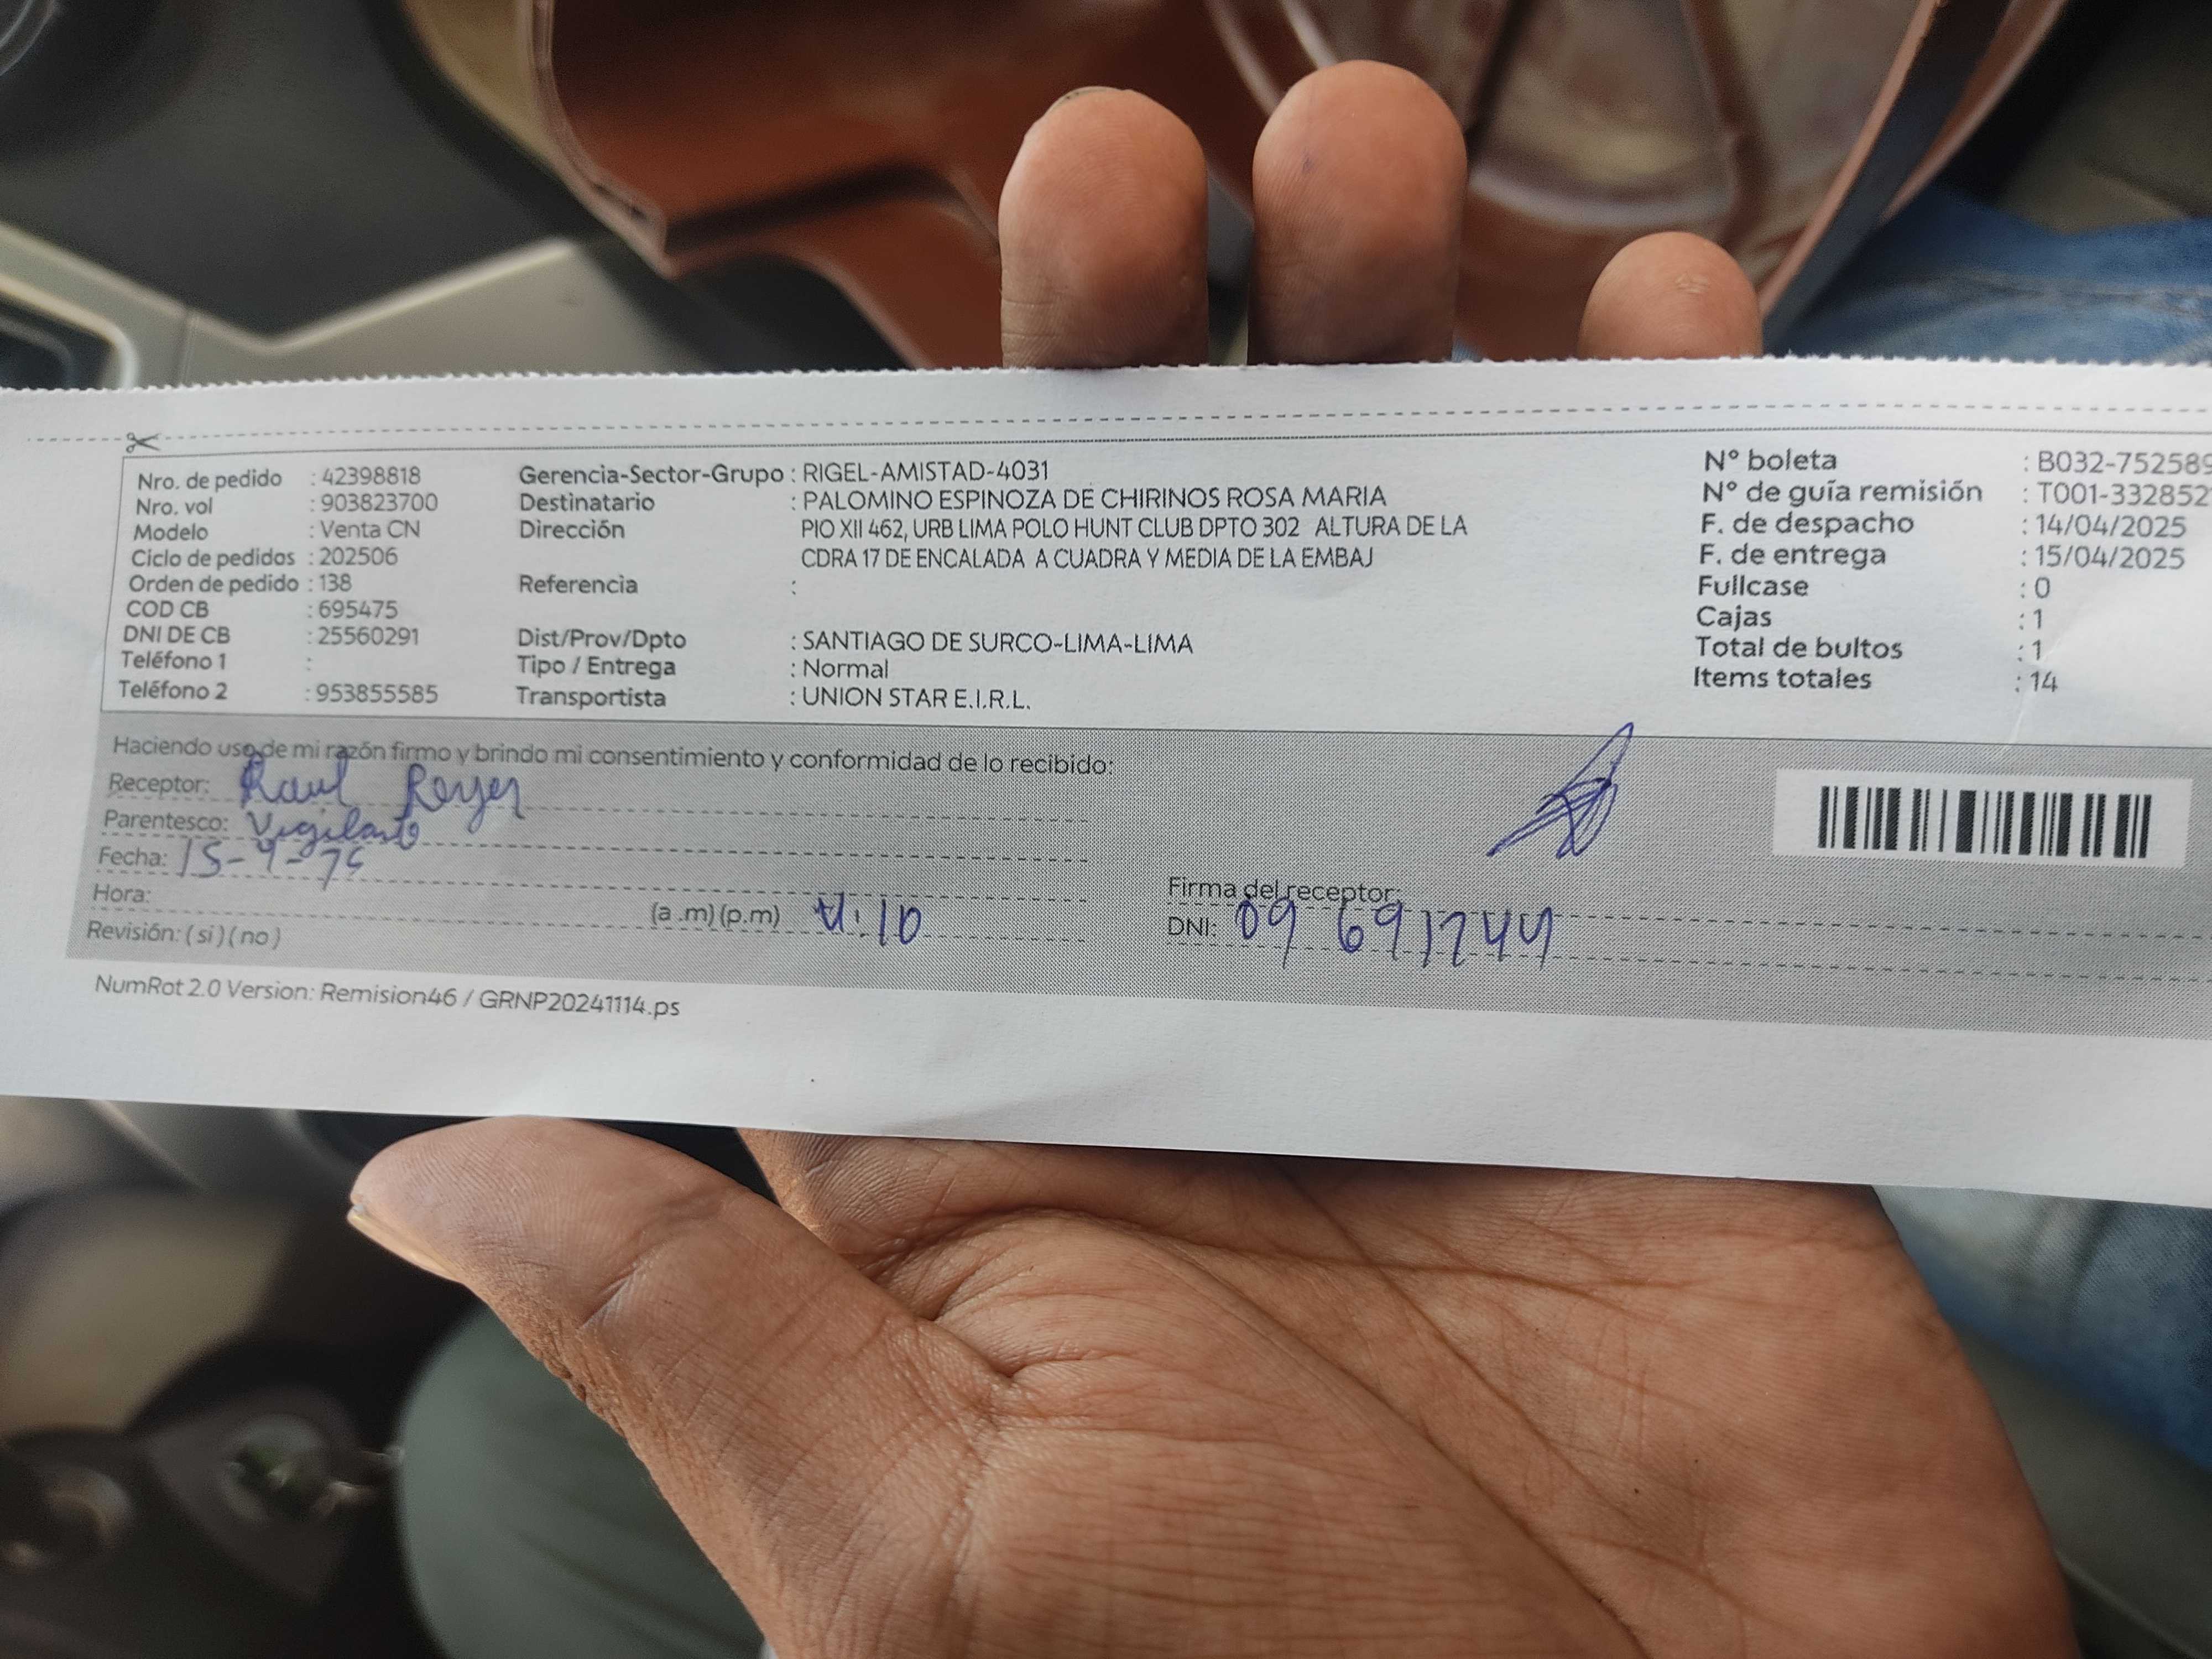 Nro. de pedido : 42398818
Nro. vol : 903823700
Modelo : Venta CN
Ciclo de pedidos : 202506
Orden de pedido : 138
COD CB : 695475
DNI DE CB : 25560291
Teléfono 1 :
Teléfono 2 : 953855585
Gerencia-Sector-Grupo : RIGEL-AMISTAD-4031
Destinatario : PALOMINO ESPINOZA DE CHIRINOS ROSA MARIA
Dirección PIO XII 462, URB LIMA POLO HUNT CLUB DPTO 302 ALTURA DE LA
CDRA 17 DE ENCALADA A CUADRA Y MEDIA DE LA EMBAJ
Referencia :
Dist/Prov/Dpto : SANTIAGO DE SURCO-LIMA-LIMA
Tipo / Entrega : Normal
Transportista : UNION STAR E.I.R.L.
N° boleta : B032-752589
N° de guía remisión : T001-332852
F. de despacho : 14/04/2025
F. de entrega : 15/04/2025
Fullcase : 0
Cajas : 1
Total de bultos : 1
Items totales : 14
Haciendo uso de mi razón firmo y brindo mi consentimiento y conformidad de lo recibido:
Receptor: Raul Reyes
Parentesco: Vigilante
Fecha: 15-4-
Hora: (a .m) (p.m) 4:10
Revisión: ( si ) ( no )
Firma del receptor:
DNI: 09 691744
NumRot 2.0 Version: Remision46 / GRNP20241114.ps